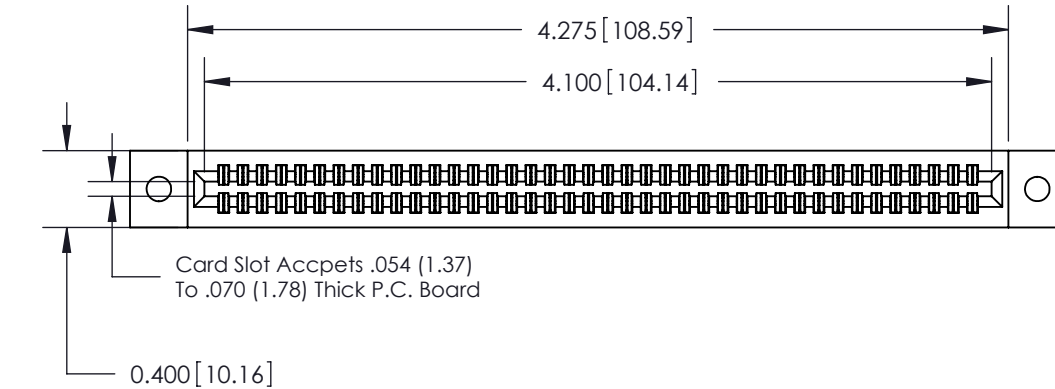 4.275[108.59]
4.100[104.14]
Card Slot Accpets .054 (1.37)
To .070 (1.78) Thick P.C. Board
0.400[10.16]